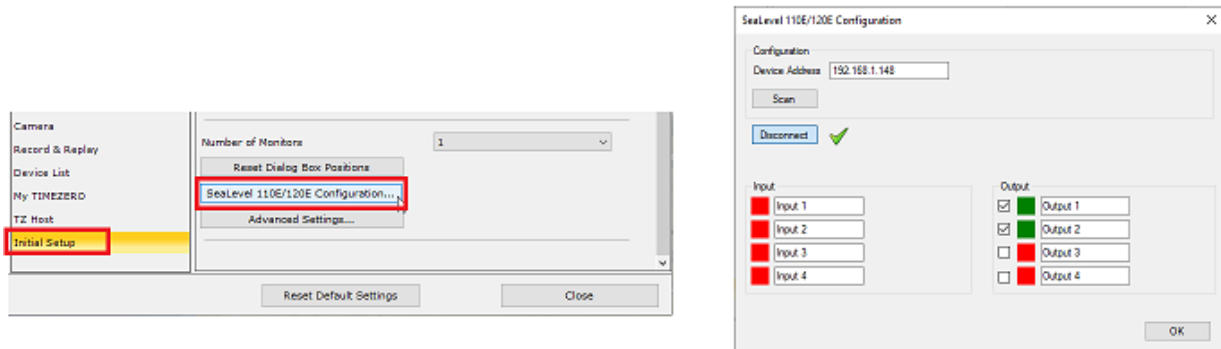 Camera
Record & Replay
Device List
My TIMEZERO
TZ Host
Initial Setup
Number of Monitors
1
Reset Dialog Box Positions
SeaLevel 110E/120E Configuration...
Advanced Settings...
Reset Default Settings
Close
SeaLevel 110E/120E Configuration
Configuration
Device Address
192.168.1.148
Scan
Disconnect
Input
Input 1
Input 2
Input 3
Input 4
Output
Output 1
Output 2
Output 3
Output 4
OK